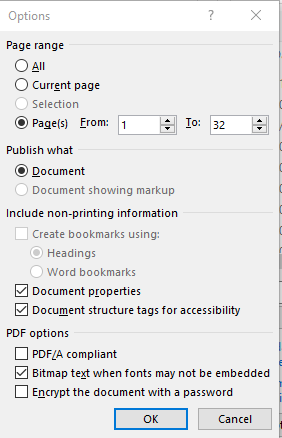 Options
?
Page range
All
Current page
Selection
Page(s) From: 1 To: 32
Publish what
Document
Document showing markup
Include non-printing information
Create bookmarks using:
Headings
Word bookmarks
Document properties
Document structure tags for accessibility
PDF options
PDF/A compliant
Bitmap text when fonts may not be embedded
Encrypt the document with a password
OK Cancel